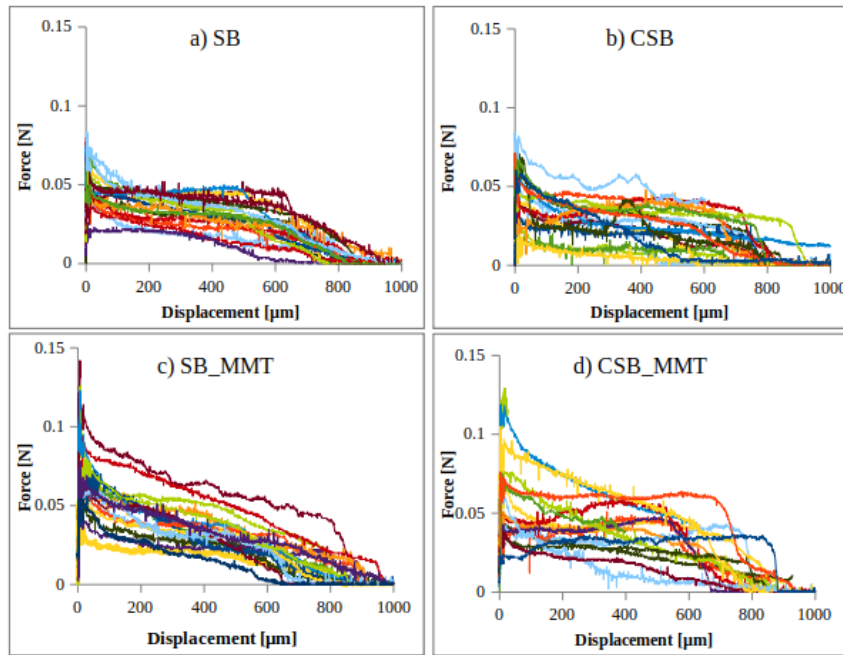 a) SB
0.15
0.1
0.05
0
Force [N]
0 200 400 600 800 1000
Displacement [µm]
b) CSB
0.15
0.1
0.05
0
Force [N]
0 200 400 600 800 1000
Displacement [µm]
c) SB_MMT
0.15
0.1
0.05
0
Force [N]
0 200 400 600 800 1000
Displacement [µm]
d) CSB_MMT
0.15
0.1
0.05
0
Force [N]
0 200 400 600 800 1000
Displacement [µm]